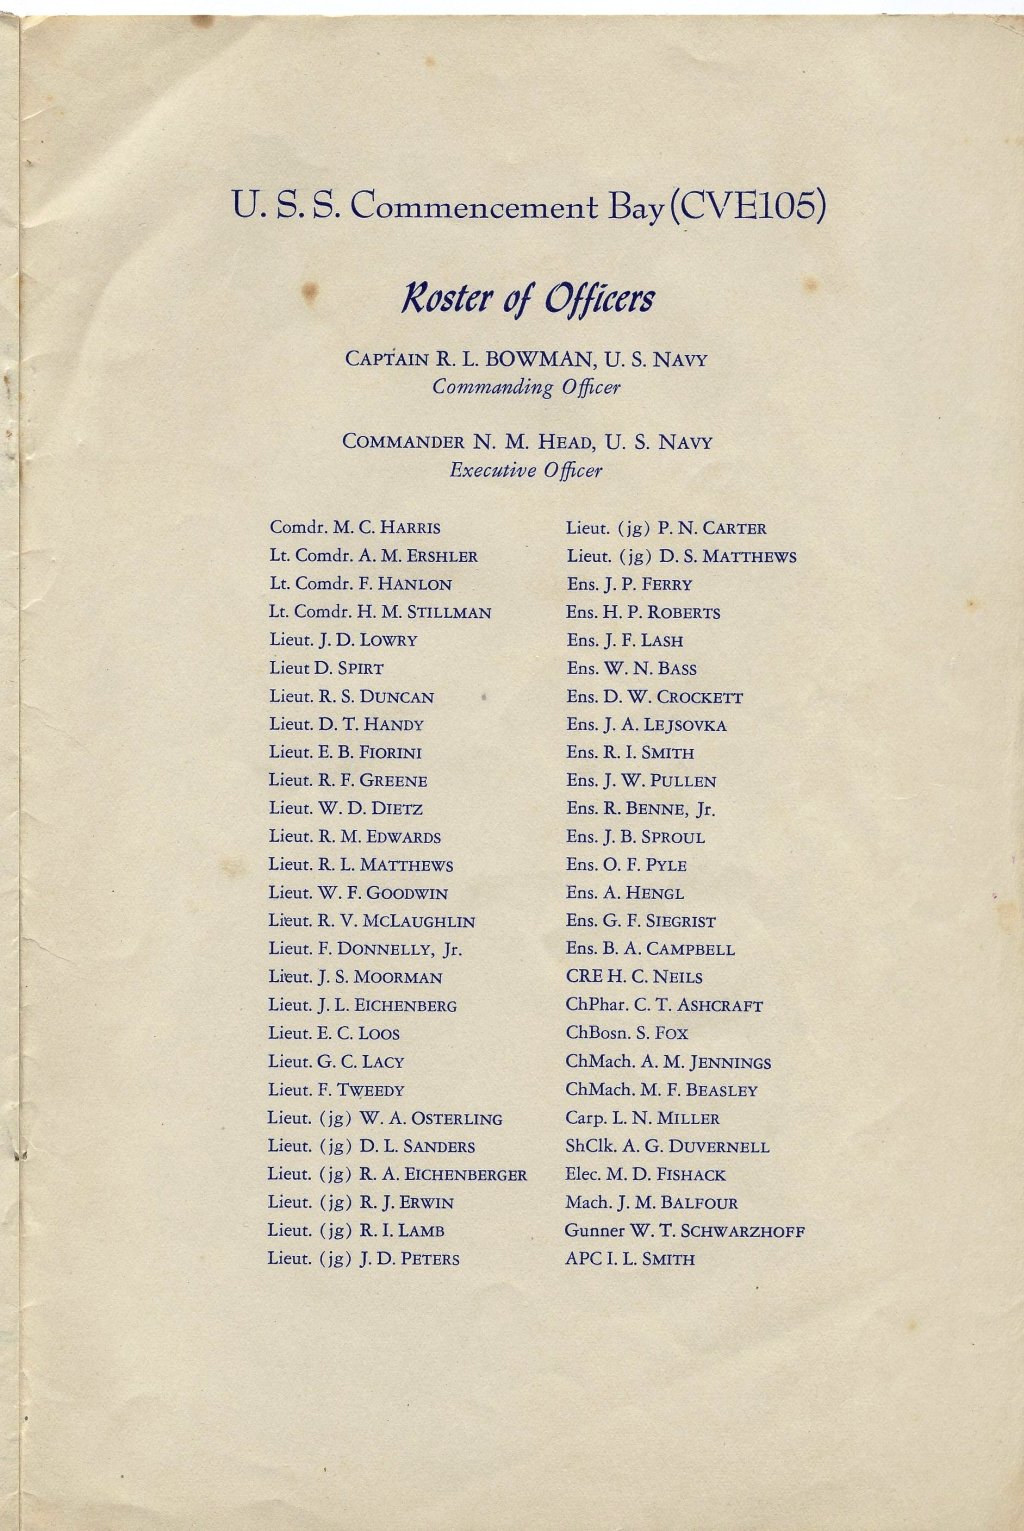 U. S. S. Commencement Bay (CVE105)
Roster of Officers
CAPTAIN R. L. BOWMAN, U. S. NAVY
Commanding Officer
COMMANDER N. M. HEAD, U. S. NAVY
Executive Officer
Comdr. M. C. HARRIS
Lt. Comdr. A. M. ERSHLER
Lt. Comdr. F. HANLON
Lt. Comdr. H. M. STILLMAN
Lieut. J. D. LOWRY
Lieut D. SPIRT
Lieut. R. S. DUNCAN
Lieut. D. T. HANDY
Lieut. E. B. FIORINI
Lieut. R. F. GREENE
Lieut. W. D. DIETZ
Lieut. R. M. EDWARDS
Lieut. R. L. MATTHEWS
Lieut. W. F. GOODWIN
Lieut. R. V. MCLAUGHLIN
Lieut. F. DONNELLY, Jr.
Lieut. J. S. MOORMAN
Lieut. J. L. EICHENBERG
Lieut. E. C. LOOS
Lieut. G. C. LACY
Lieut. F. TWEEDY
Lieut. (jg) W. A. OSTERLING
Lieut. (jg) D. L. SANDERS
Lieut. (jg) R. A. EICHENBERGER
Lieut. (jg) R. J. ERWIN
Lieut. (jg) R. I. LAMB
Lieut. (jg) J. D. PETERS
Lieut. (jg) P. N. CARTER
Lieut. (jg) D. S. MATTHEWS
Ens. J. P. FERRY
Ens. H. P. ROBERTS
Ens. J. F. LASH
Ens. W. N. BASS
Ens. D. W. CROCKETT
Ens. J. A. LEJSOVKA
Ens. R. I. SMITH
Ens. J. W. PULLEN
Ens. R. BENNE, Jr.
Ens. J. B. SPROUL
Ens. O. F. PYLE
Ens. A. HENGL
Ens. G. F. SIEGRIST
Ens. B. A. CAMPBELL
CRE H. C. NEILS
ChPhar. C. T. ASHCRAFT
ChBosn. S. FOX
ChMach. A. M. JENNINGS
ChMach. M. F. BEASLEY
Carp. L. N. MILLER
ShClk. A. G. DUVERNELL
Elec. M. D. FISHACK
Mach. J. M. BALFOUR
Gunner W. T. SCHWARZHOFF
APC I. L. SMITH